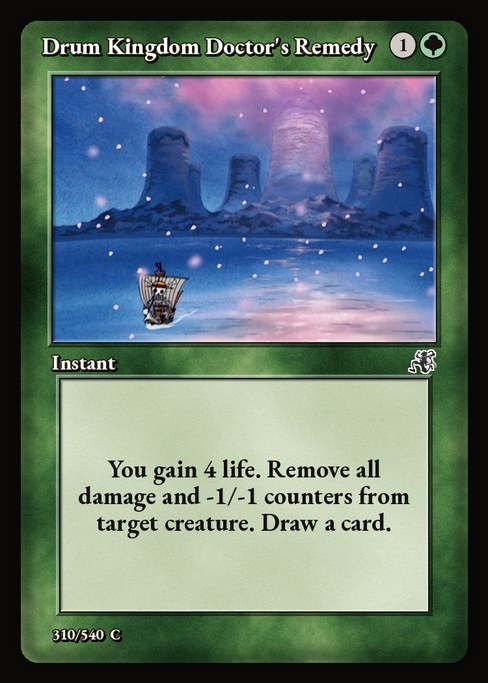 Drum Kingdom Doctor's Remedy 1
Instant
You gain 4 life. Remove all
damage and -1/-1 counters from
target creature. Draw a card.
310/540 C